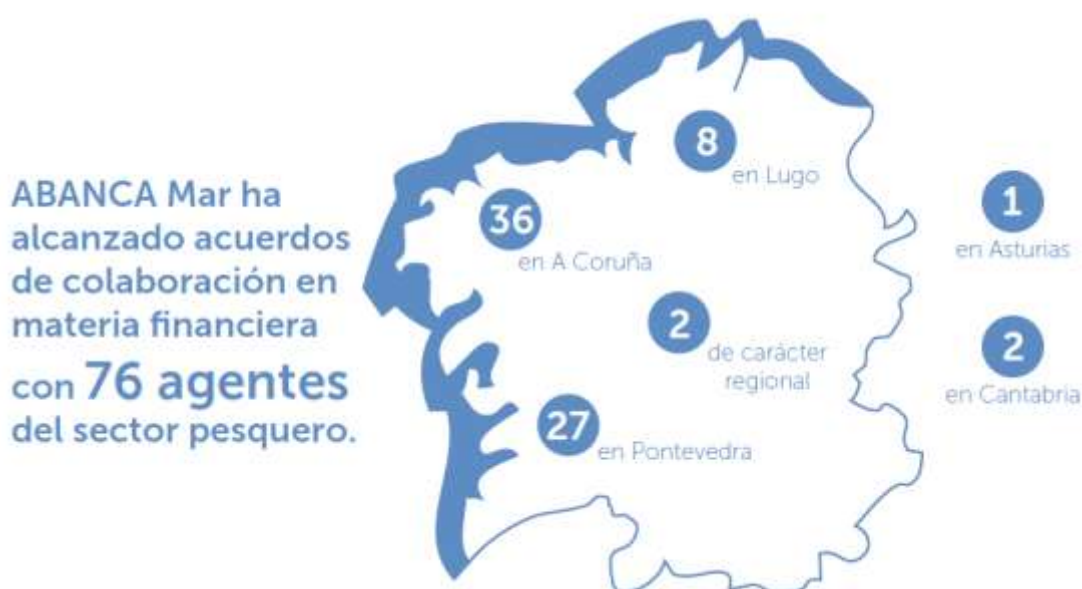 ABANCA Mar ha
alcanzado acuerdos
de colaboración en
materia financiera
con 76 agentes
del sector pesquero.
8
en Lugo
36
en A Coruña
2
de carácter
regional
27
en Pontevedra
1
en Asturias
2
en Cantabria